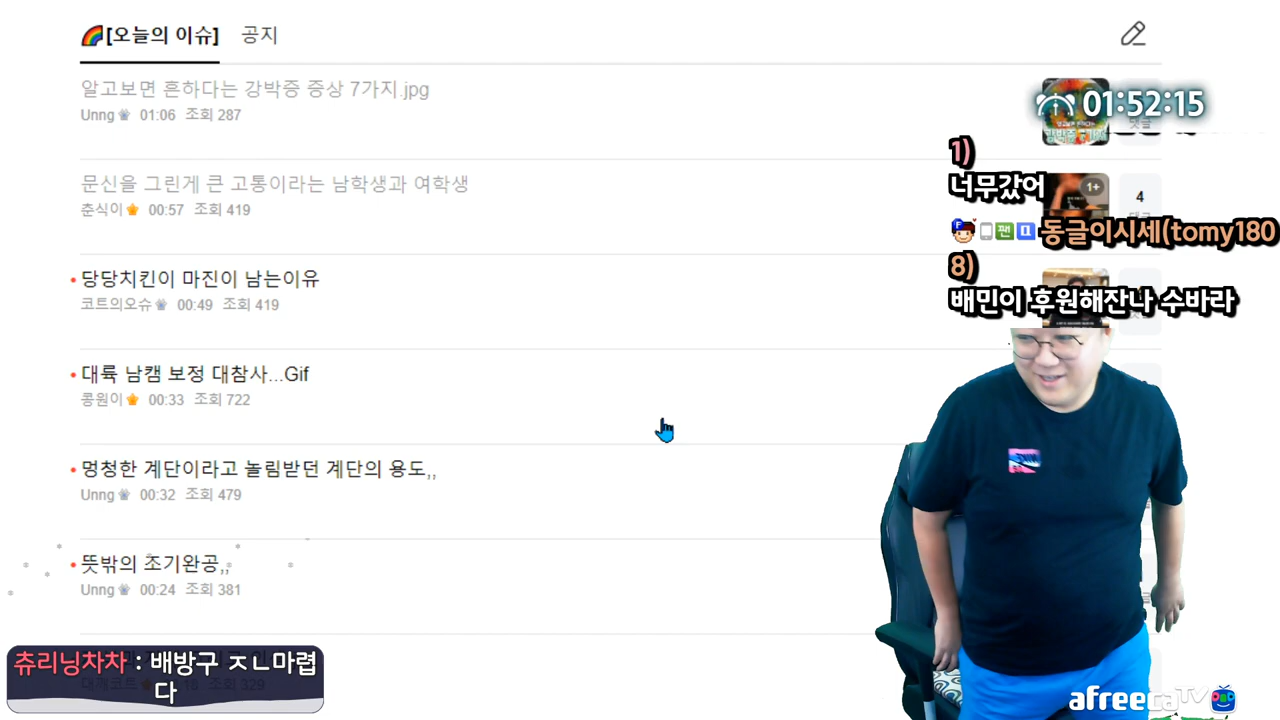 [오늘의 이슈] 공지
알고보면 흔하다는 강박증 증상 7가지.jpg
Unng 01:06 조회 287
문신을 그린게 큰 고통이라는 남학생과 여학생
춘식이 00:57 조회 419
당당치킨이 마진이 남는이유
코트의오슈 00:49 조회 419
대륙 남캠 보정 대참사...Gif
콩원이 00:33 조회 722
멍청한 계단이라고 놀림받던 계단의 용도,,
Unng 00:32 조회 479
뜻밖의 조기완공,,
Unng 00:24 조회 381
조회 329
01:52:15
1)
너무갔어
1+
4
팬
동글이시세(tomy180
8)
배민이 후원해잔나 수바라
츄리닝차차 : 배방구 ㅈㄴ마렵
다
afreecaTV